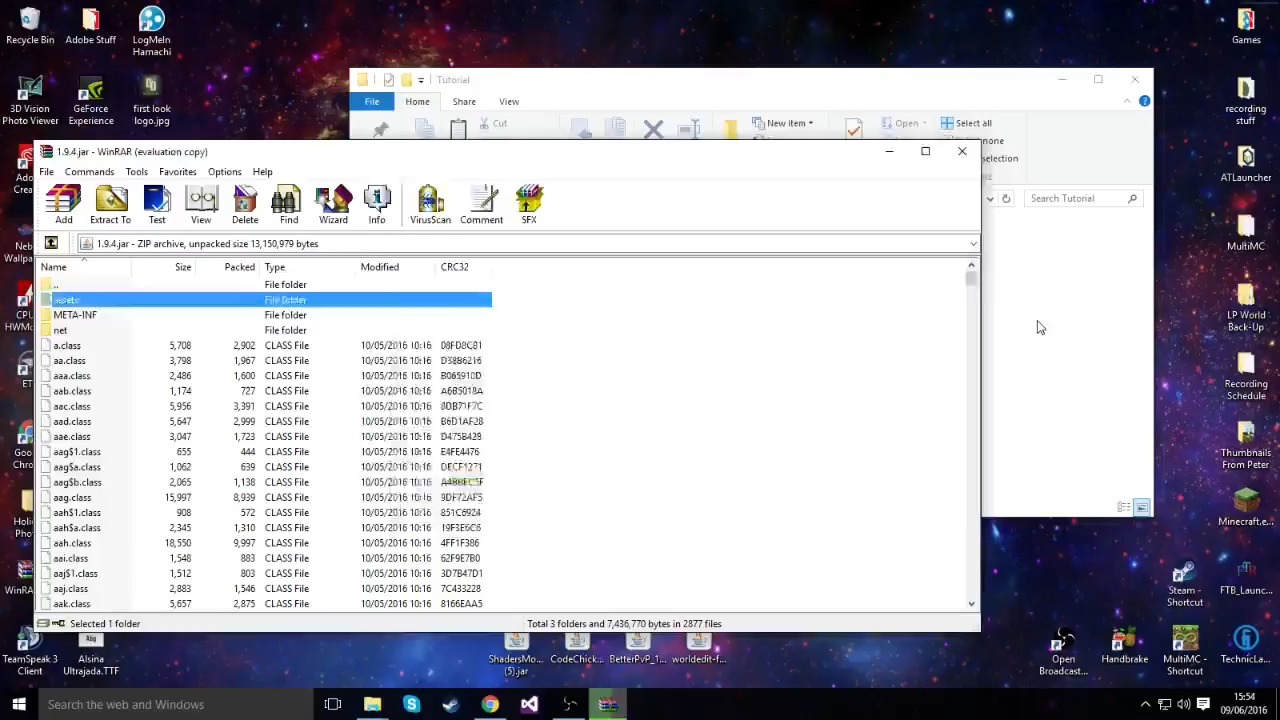 Recycle Bin
Adobe Stuff
LogMeIn
Hamachi
Games
3D Vision
Photo Viewer
GeForce
Experience
first look
logo.jpg
recording
stuff
ATLauncher
MultiMC
LP World
Back-Up
Recording
Schedule
Thumbnails
From Peter
Minecraft.e...
Steam -
Shortcut
FTB_Launc...
Open
Broadcast...
Handbrake
MultiMC -
Shortcut
TechnicLa...
Tutorial
File
Home
Share
View
Cut
New item
Open
Select all
Search Tutorial
1.9.4.jar - WinRAR (evaluation copy)
File Commands Tools Favorites Options Help
Add Extract To Test View Delete Find Wizard Info VirusScan Comment SFX
1.9.4.jar - ZIP archive, unpacked size 13,150,979 bytes
Name Size Packed Type Modified CRC32
.. File folder
assets File folder
META-INF File folder
net File folder
a.class 5,708 2,902 CLASS File 10/05/2016 10:16
aa.class 3,798 1,967 CLASS File 10/05/2016 10:16 D38B6216
aaa.class 2,486 1,600 CLASS File 10/05/2016 10:16 B065910D
aab.class 1,174 727 CLASS File 10/05/2016 10:16 A6B5018A
aac.class 5,956 3,391 CLASS File 10/05/2016 10:16
aad.class 5,647 2,999 CLASS File 10/05/2016 10:16 B6D1AF28
aae.class 3,047 1,723 CLASS File 10/05/2016 10:16 D475B428
aag$1.class 655 444 CLASS File 10/05/2016 10:16 E4FE4476
aag$a.class 1,062 639 CLASS File 10/05/2016 10:16 DECF1271
aag$b.class 2,065 1,138 CLASS File 10/05/2016 10:16
aag.class 15,997 8,939 CLASS File 10/05/2016 10:16 9DF72AF5
aah$1.class 908 572 CLASS File 10/05/2016 10:16 851C6924
aah$a.class 2,345 1,310 CLASS File 10/05/2016 10:16 19F3E6C6
aah.class 18,550 9,997 CLASS File 10/05/2016 10:16 4FF1F386
aai.class 1,548 883 CLASS File 10/05/2016 10:16 62F9E7B0
aaj$1.class 1,512 803 CLASS File 10/05/2016 10:16 3D7B47D1
aaj.class 2,883 1,546 CLASS File 10/05/2016 10:16 7C433228
aak.class 5,657 2,875 CLASS File 10/05/2016 10:16 8166EAA5
Selected 1 folder
Total 3 folders and 7,436,770 bytes in 2877 files
TeamSpeak 3
Client
Alsina
Ultrajada.TTF
ShadersMo...
(5).jar
CodeChick...
BetterPvP_1...
worldedit-f...
Search the web and Windows
15:54
09/06/2016